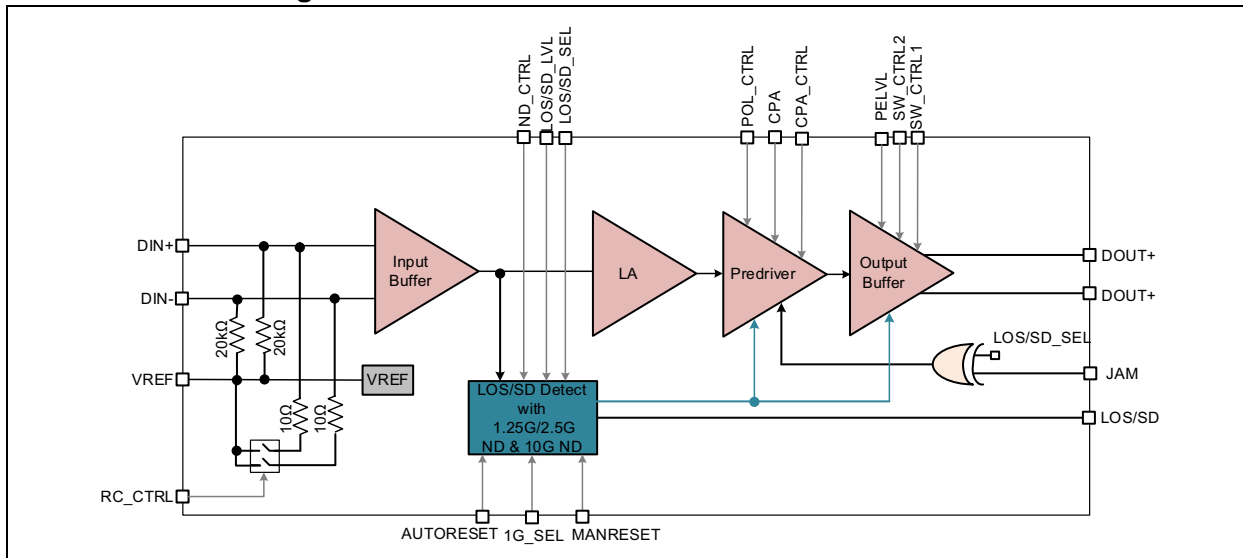 g
ND_CTRL
LOS/SD_LVL
LOS/SD_SEL
POL_CTRL
CPA
CPA_CTRL
PELVL
SW_CTRL2
SW_CTRL1
DIN+
DIN-
Input
Buffer
LA
Predriver
Output
Buffer
DOUT+
DOUT+
20kΩ
20kΩ
VREF
VREF
10Ω
10Ω
LOS/SD Detect
with
1.25G/2.5G
ND & 10G ND
LOS/SD_SEL
JAM
LOS/SD
RC_CTRL
AUTORESET
1G_SEL
MANRESET